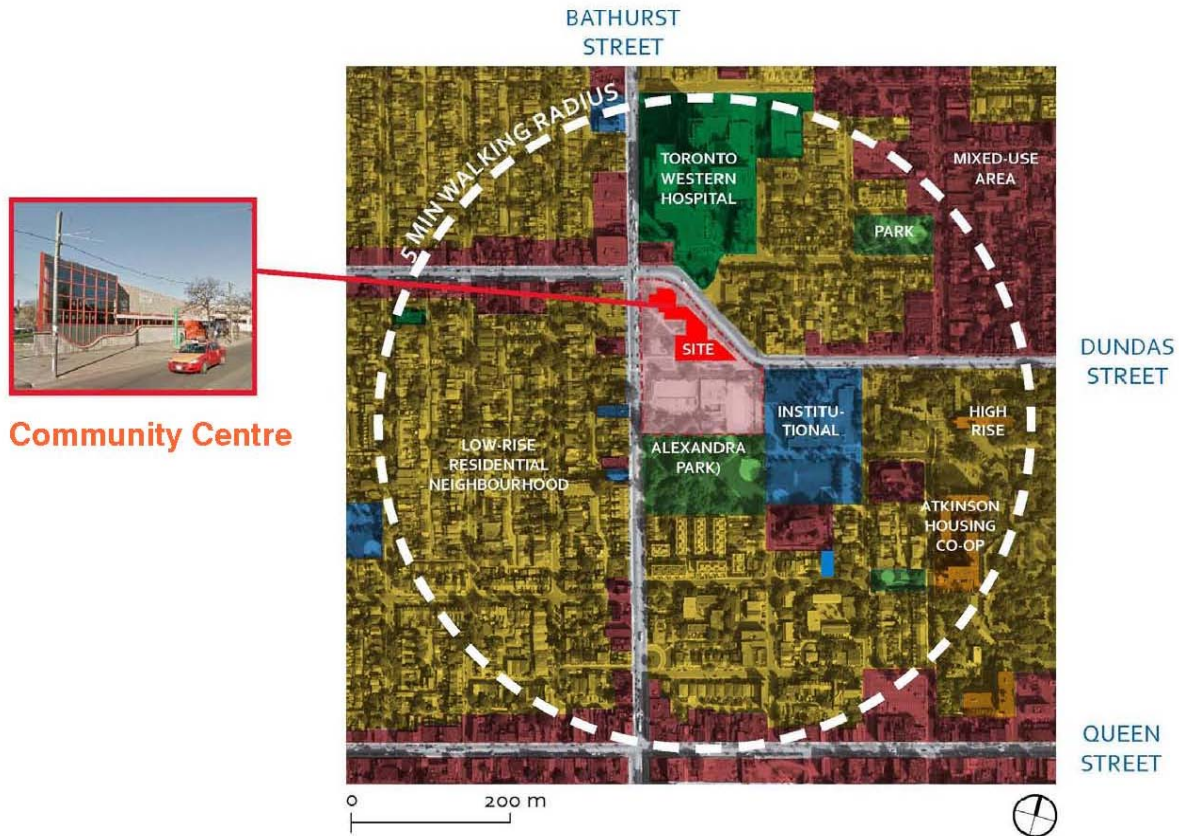 BATHURST
STREET
5 MIN WALKING RADIUS
TORONTO
WESTERN
HOSPITAL
MIXED-USE
AREA
PARK
SITE
DUNDAS
STREET
Community Centre
INSTITU-
TIONAL
HIGH
RISE
LOW-RISE
RESIDENTIAL
NEIGHBOURHOOD
ALEXANDRA
PARK)
ATKINSON
HOUSING
CO-OP
QUEEN
STREET
0 200 m